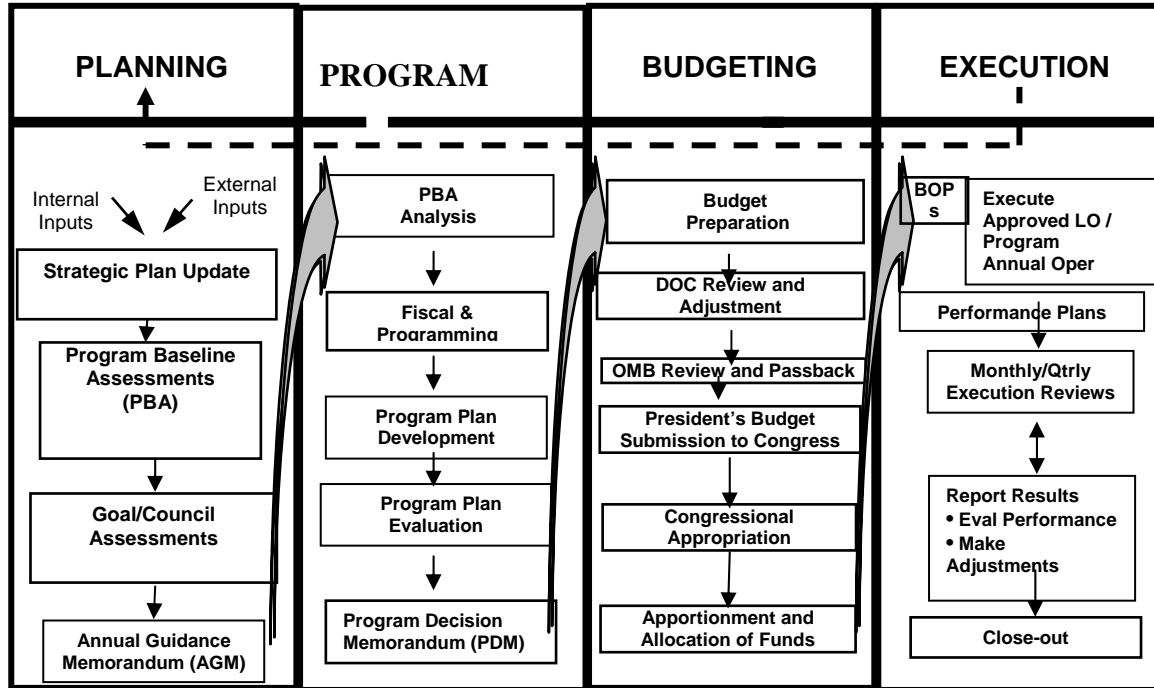 PLANNING
PROGRAM
BUDGETING
EXECUTION
Internal
Inputs
External
Inputs
Strategic Plan Update
Program Baseline
Assessments
(PBA)
Goal/Council
Assessments
Annual Guidance
Memorandum (AGM)
PBA
Analysis
Fiscal &
Programming
Program Plan
Development
Program Plan
Evaluation
Program Decision
Memorandum (PDM)
Budget
Preparation
DOC Review and
Adjustment
OMB Review and Passback
President’s Budget
Submission to Congress
Congressional
Appropriation
Apportionment and
Allocation of Funds
BOP
s
Execute
Approved LO /
Program
Annual Oper
Performance Plans
Monthly/Qtrly
Execution Reviews
Report Results
• Eval Performance
• Make
Adjustments
Close-out